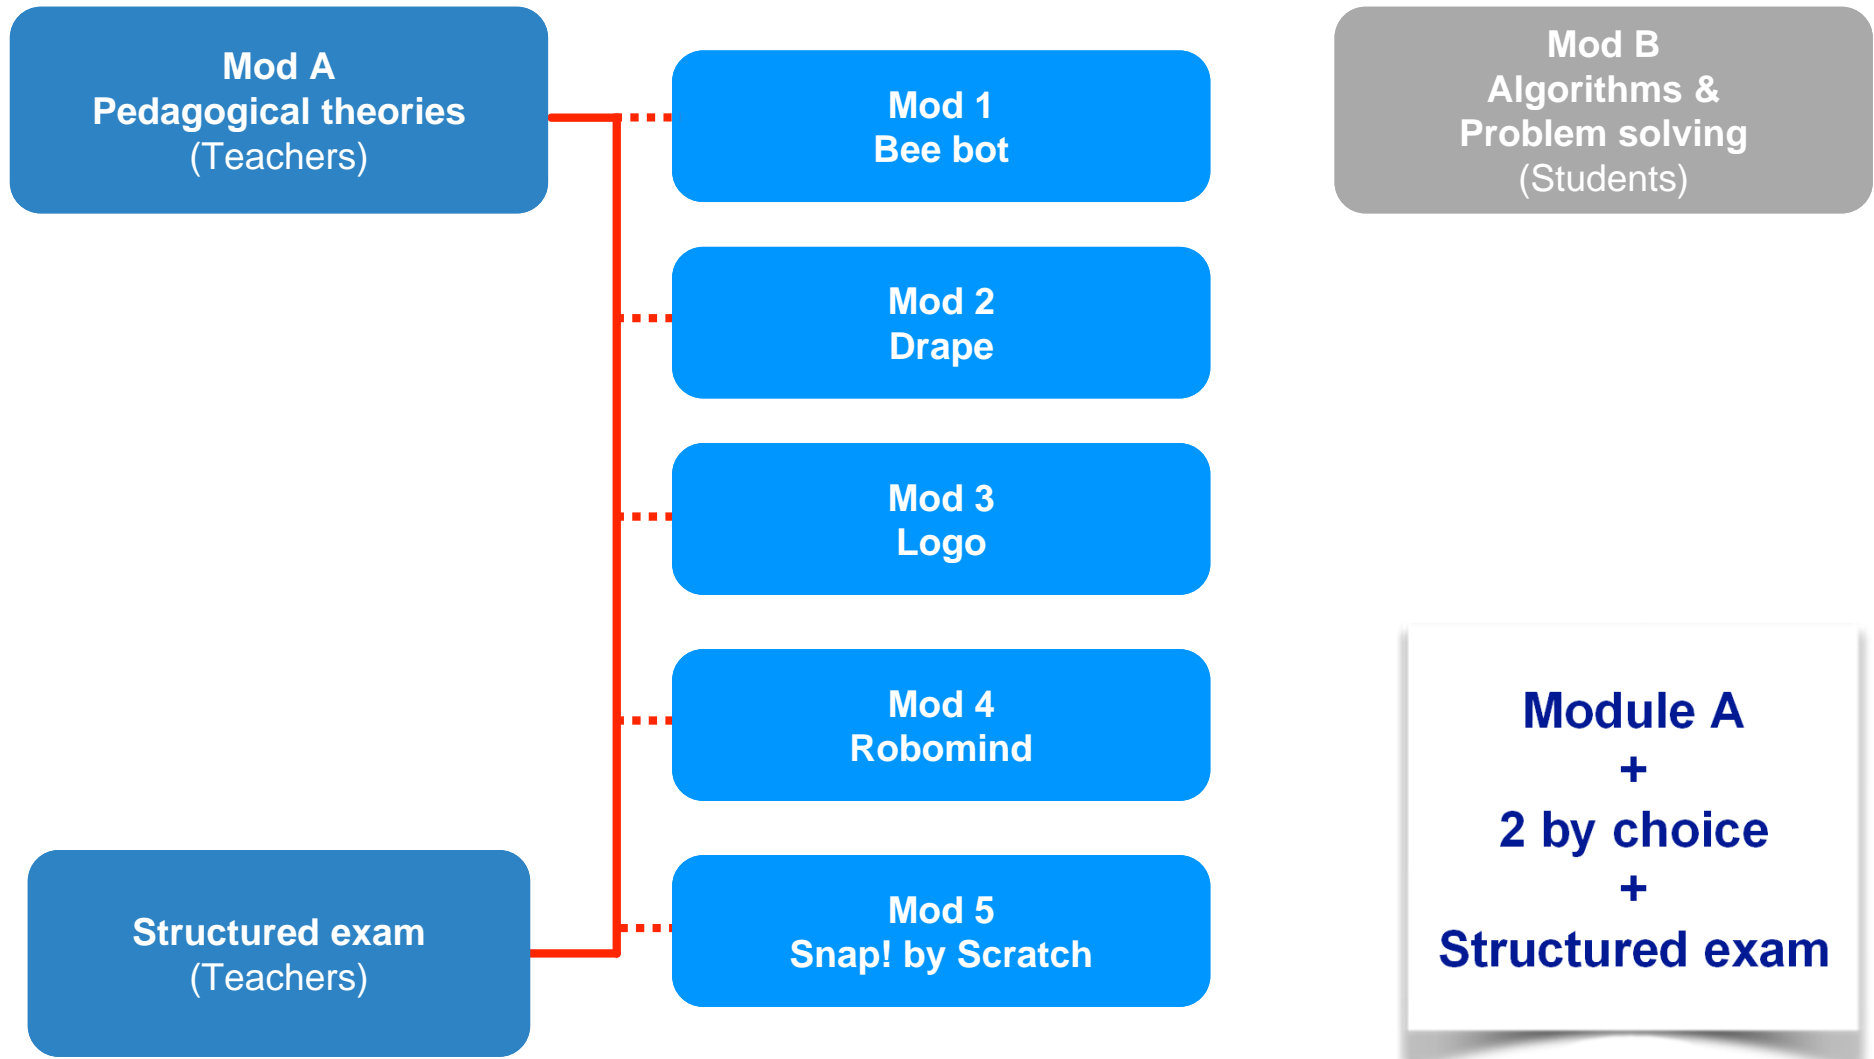 Mod A
Pedagogical theories
(Teachers)
Mod 1
Bee bot
Mod B
Algorithms &
Problem solving
(Students)
Mod 2
Drape
Mod 3
Logo
Mod 4
Robomind
Module A
+
2 by choice
+
Structured exam
Structured exam
(Teachers)
Mod 5
Snap! by Scratch